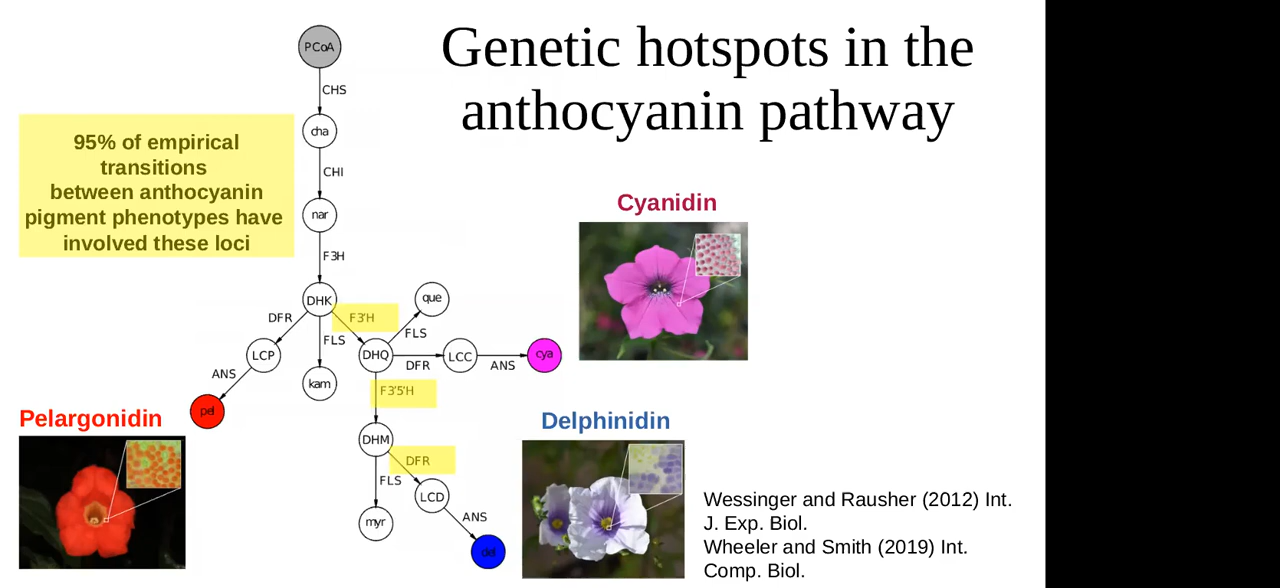 Genetic hotspots in the
anthocyanin pathway
PCoA
CHS
cha
CHI
nar
F3H
DHK
95% of empirical
transitions
between anthocyanin
pigment phenotypes have
involved these loci
Cyanidin
que
DFR
F3'H
FLS
FLS
LCP
DHQ
DFR
LCC
ANS
cya
ANS
kam
F3'5'H
pel
Pelargonidin
Delphinidin
DHM
DFR
FLS
LCD
ANS
myr
del
Wessinger and Rausher (2012) Int.
J. Exp. Biol.
Wheeler and Smith (2019) Int.
Comp. Biol.